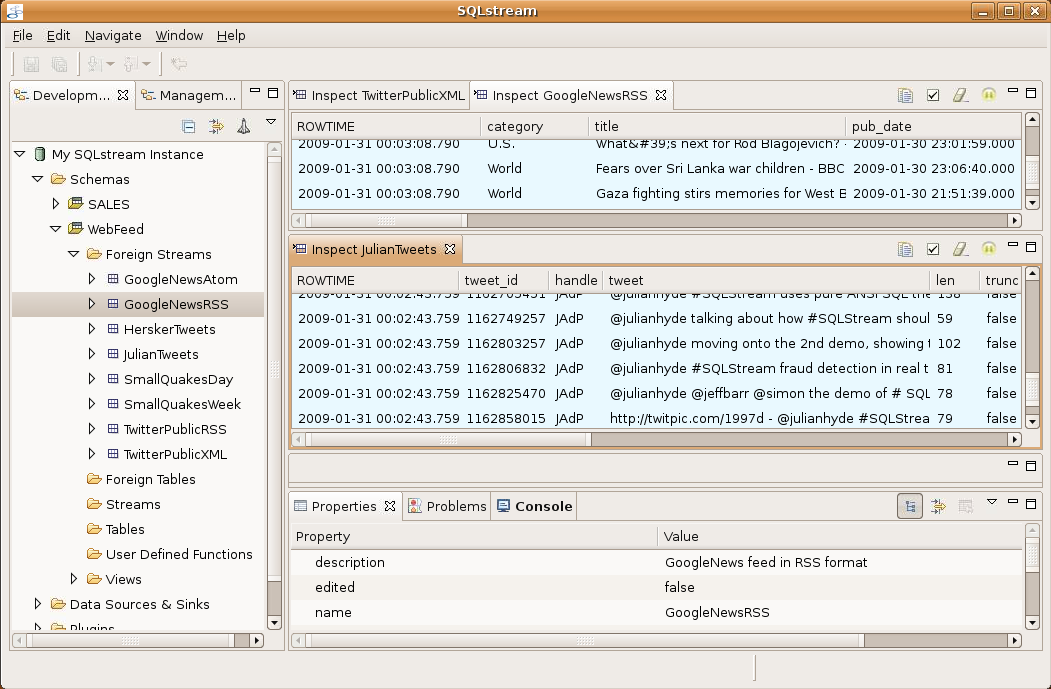 SQLstream
File Edit Navigate Window Help
Developm... Managem...
My SQLstream Instance
Schemas
SALES
WebFeed
Foreign Streams
GoogleNewsAtom
GoogleNewsRSS
HerskerTweets
JulianTweets
SmallQuakesDay
SmallQuakesWeek
TwitterPublicRSS
TwitterPublicXML
Foreign Tables
Streams
Tables
User Defined Functions
Views
Data Sources & Sinks
Plugins
Inspect TwitterPublicXML Inspect GoogleNewsRSS
ROWTIME category title pub_date
2009-01-31 00:03:08.790 U.S. What&#39;s next for Rod Blagojevich? - 2009-01-30 23:01:59.000
2009-01-31 00:03:08.790 World Fears over Sri Lanka war children - BBC 2009-01-30 23:06:40.000
2009-01-31 00:03:08.790 World Gaza fighting stirs memories for West B 2009-01-30 21:51:39.000
Inspect JulianTweets
ROWTIME tweet_id handle tweet len trunc
2009-01-31 00:02:43.759 1162705451 JAdP @julianhyde #SQLStream uses pure ANSI SQL the 138 false
2009-01-31 00:02:43.759 1162749257 JAdP @julianhyde talking about how #SQLStream shoul 59 false
2009-01-31 00:02:43.759 1162803257 JAdP @julianhyde moving onto the 2nd demo, showing t 102 false
2009-01-31 00:02:43.759 1162806832 JAdP @julianhyde #SQLStream fraud detection in real t 81 false
2009-01-31 00:02:43.759 1162825470 JAdP @julianhyde @jeffbarr @simon the demo of # SQL 78 false
2009-01-31 00:02:43.759 1162858015 JAdP http://twitpic.com/1997d - @julianhyde #SQLStrea 79 false
Properties Problems Console
Property Value
description GoogleNews feed in RSS format
edited false
name GoogleNewsRSS